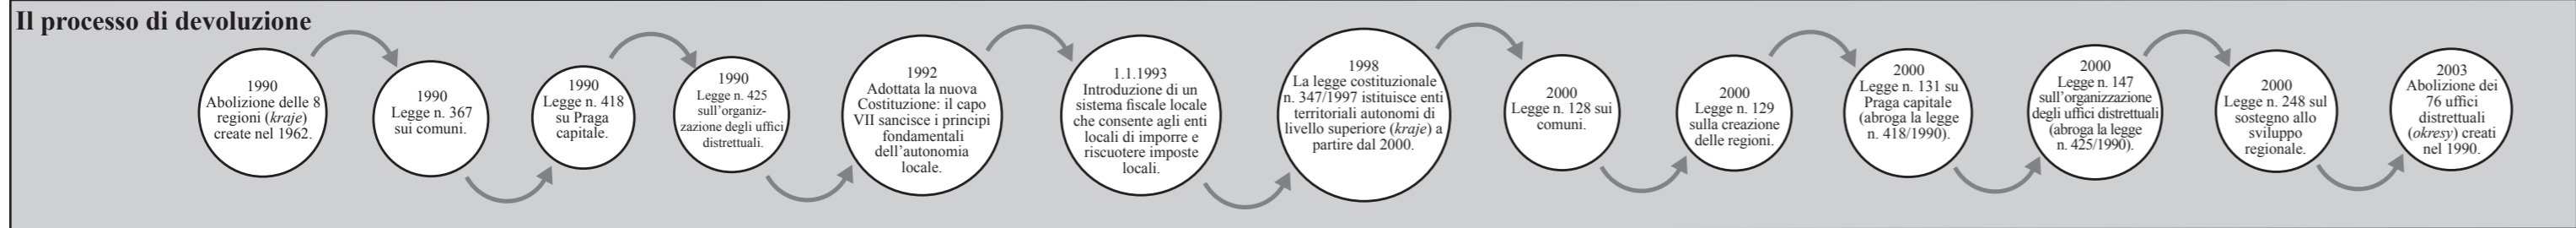 Il processo di devoluzione
1990
Abolizione delle 8
regioni (kraje)
create nel 1962.
1990
Legge n. 367
sui comuni.
1990
Legge n. 418
su Praga
capitale.
1990
Legge n. 425
sull'organiz-
zazione degli uffici
distrettuali.
1992
Adottata la nuova
Costituzione: il capo
VII sancisce i principi
fondamentali
dell'autonomia
locale.
1.1.1993
Introduzione di un
sistema fiscale locale
che consente agli enti
locali di imporre e
riscuotere imposte
locali.
1998
La legge costituzionale
n. 347/1997 istituisce enti
territoriali autonomi di
livello superiore (kraje) a
partire dal 2000.
2000
Legge n. 128 sui
comuni.
2000
Legge n. 129
sulla creazione
delle regioni.
2000
Legge n. 131 su
Praga capitale
(abroga la legge
n. 418/1990).
2000
Legge n. 147
sull'organizzazione
degli uffici distrettuali
(abroga la legge
n. 425/1990).
2000
Legge n. 248 sul
sostegno allo
sviluppo
regionale.
2003
Abolizione dei
76 uffici
distrettuali
(okresy) creati
nel 1990.